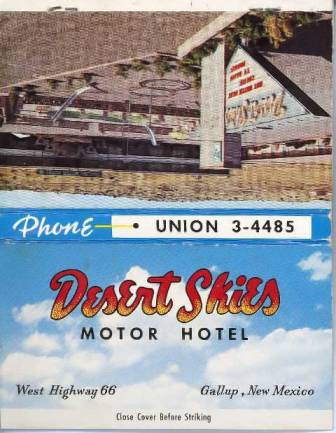 Phone UNION 3-4485
Desert Skies
MOTOR HOTEL
West Highway 66 Gallup, New Mexico
Close Cover Before Striking